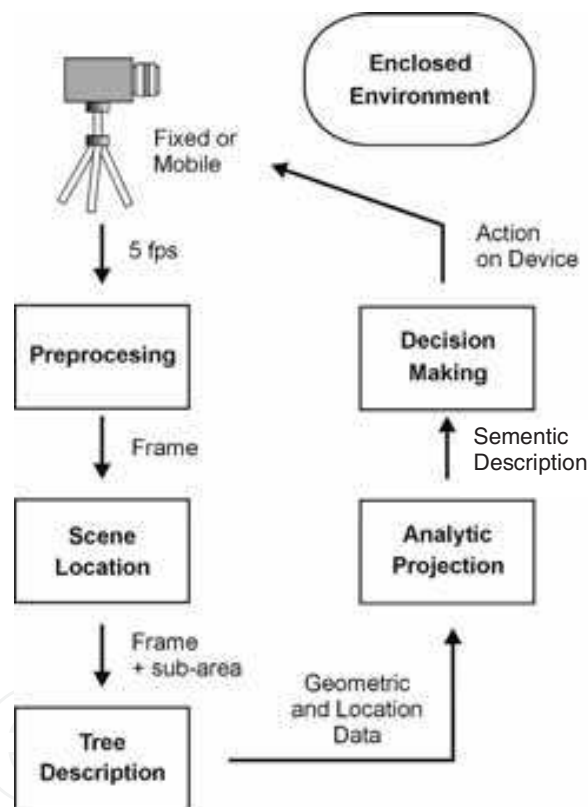 Enclosed
Environment
Fixed or
Mobile
Action
on Device
5 fps
Preprocesing
Decision
Making
Frame
Sementic
Description
Scene
Location
Analytic
Projection
Frame
+ sub-area
Geometric
and Location
Data
Tree
Description